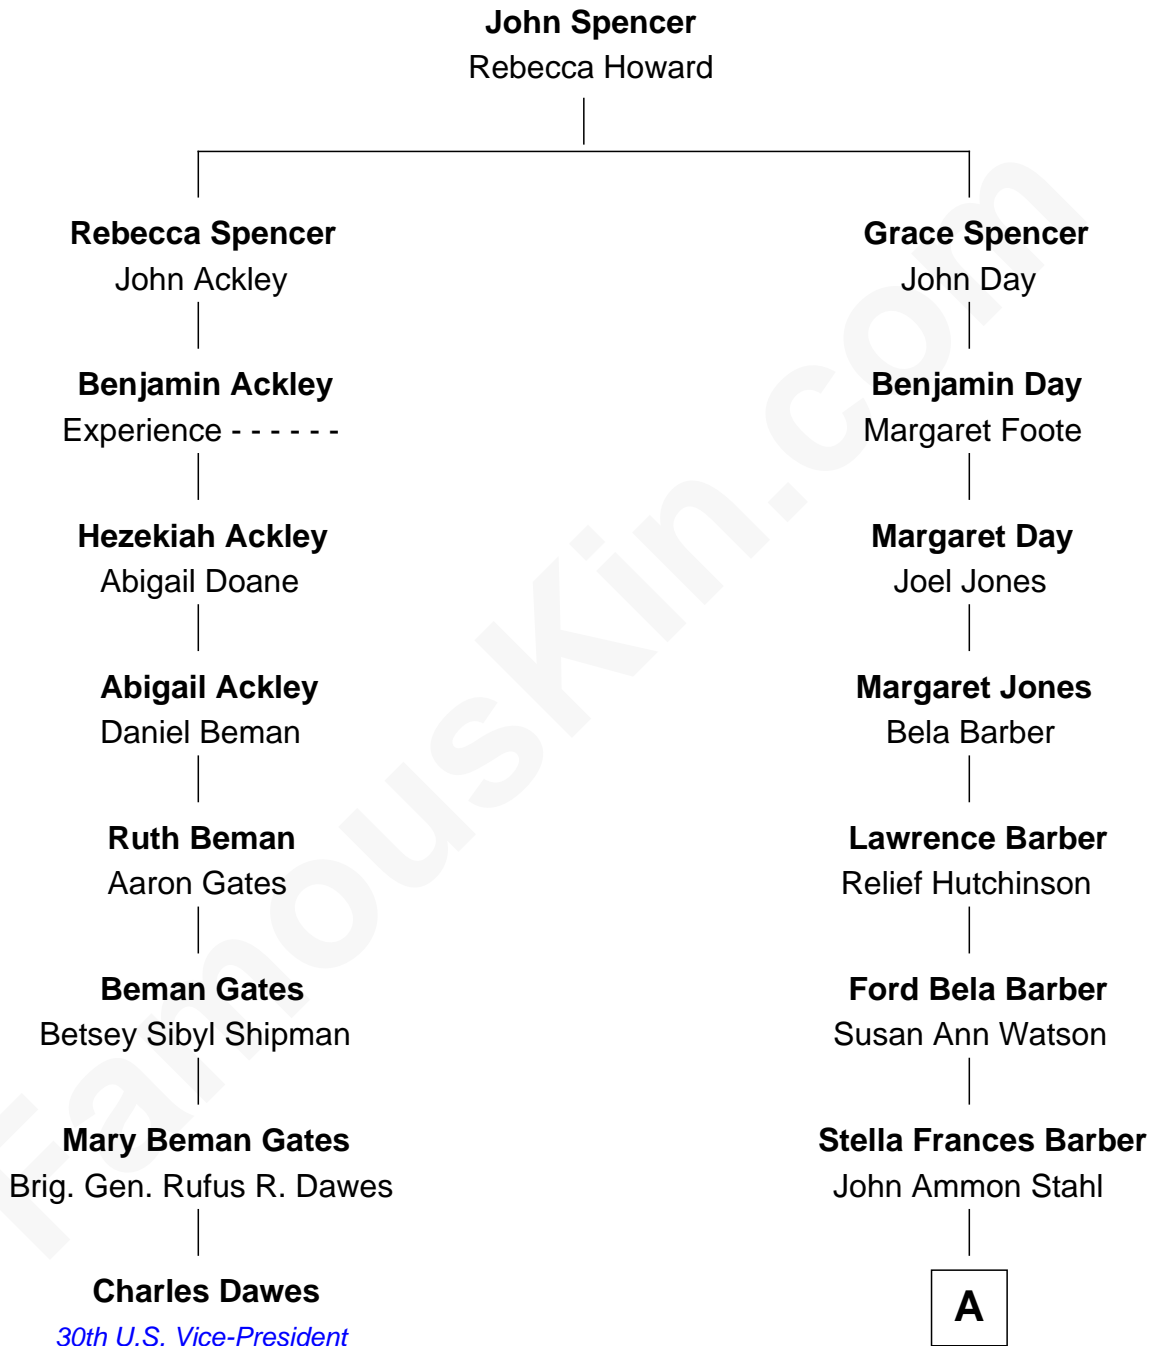 John Spencer
Rebecca Howard
Rebecca Spencer
John Ackley
Grace Spencer
John Day
Benjamin Ackley
Experience - - - - - -
Benjamin Day
Margaret Foote
Hezekiah Ackley
Abigail Doane
Margaret Day
Joel Jones
Abigail Ackley
Daniel Beman
Margaret Jones
Bela Barber
Ruth Beman
Aaron Gates
Lawrence Barber
Relief Hutchinson
Beman Gates
Betsey Sibyl Shipman
Ford Bela Barber
Susan Ann Watson
Mary Beman Gates
Brig. Gen. Rufus R. Dawes
Stella Frances Barber
John Ammon Stahl
Charles Dawes
30th U.S. Vice-President
A
FamousKin.com